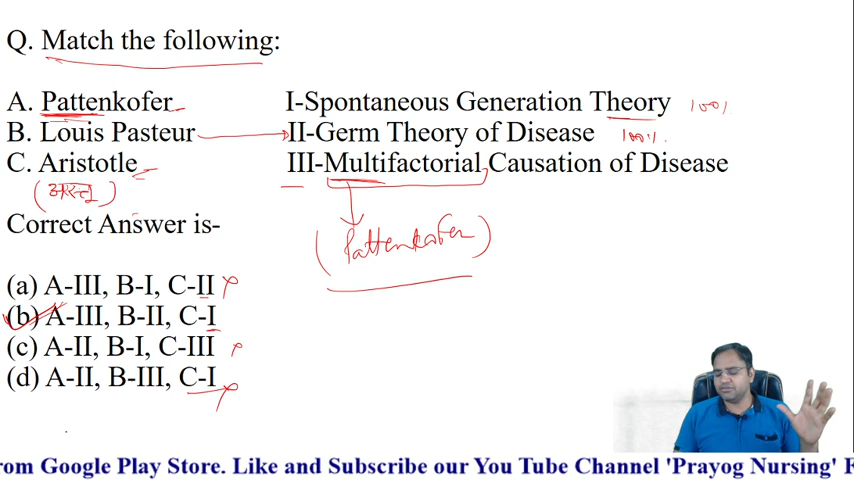 Q. Match the following:
A. Pattenkofer I-Spontaneous Generation Theory 100%
B. Louis Pasteur II-Germ Theory of Disease 100%.
C. Aristotle III-Multifactorial Causation of Disease
(अरस्तू)
Correct Answer is-
(Pattenkofer)
(a) A-III, B-I, C-II
(b) A-III, B-II, C-I
(c) A-II, B-I, C-III
(d) A-II, B-III, C-I
rom Google Play Store. Like and Subscribe our You Tube Channel 'Prayog Nursing' F